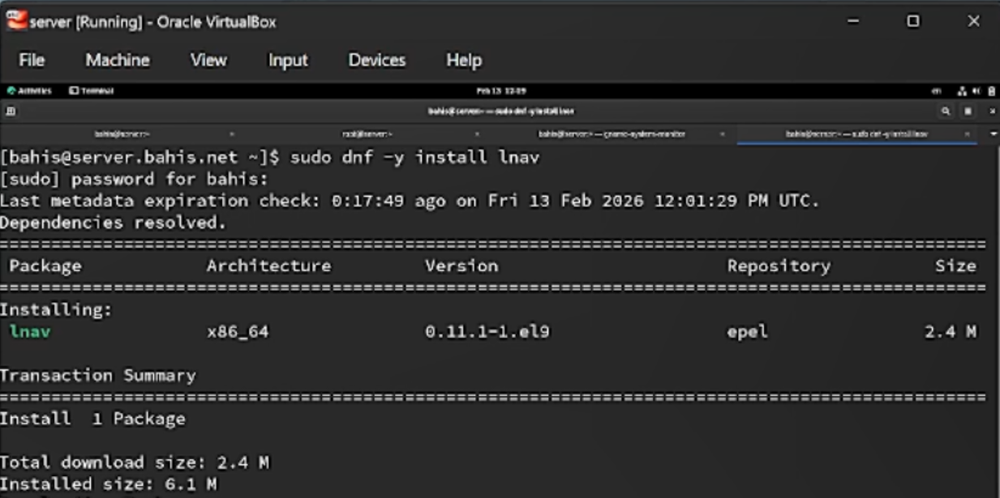 server [Running] - Oracle VirtualBox
File Machine View Input Devices Help
Activities Terminal Feb 13 12:19 en
bahis@server:~ — sudo dnf -y install lnav
bahis@server:~ root@server:~ bahis@server:~ — gnome-system-monitor bahis@server:~ — sudo dnf -y install lnav
[bahis@server.bahis.net ~]$ sudo dnf -y install lnav
[sudo] password for bahis:
Last metadata expiration check: 0:17:49 ago on Fri 13 Feb 2026 12:01:29 PM UTC.
Dependencies resolved.
================================================================================
Package Architecture Version Repository Size
================================================================================
Installing:
lnav x86_64 0.11.1-1.el9 epel 2.4 M
Transaction Summary
================================================================================
Install 1 Package
Total download size: 2.4 M
Installed size: 6.1 M